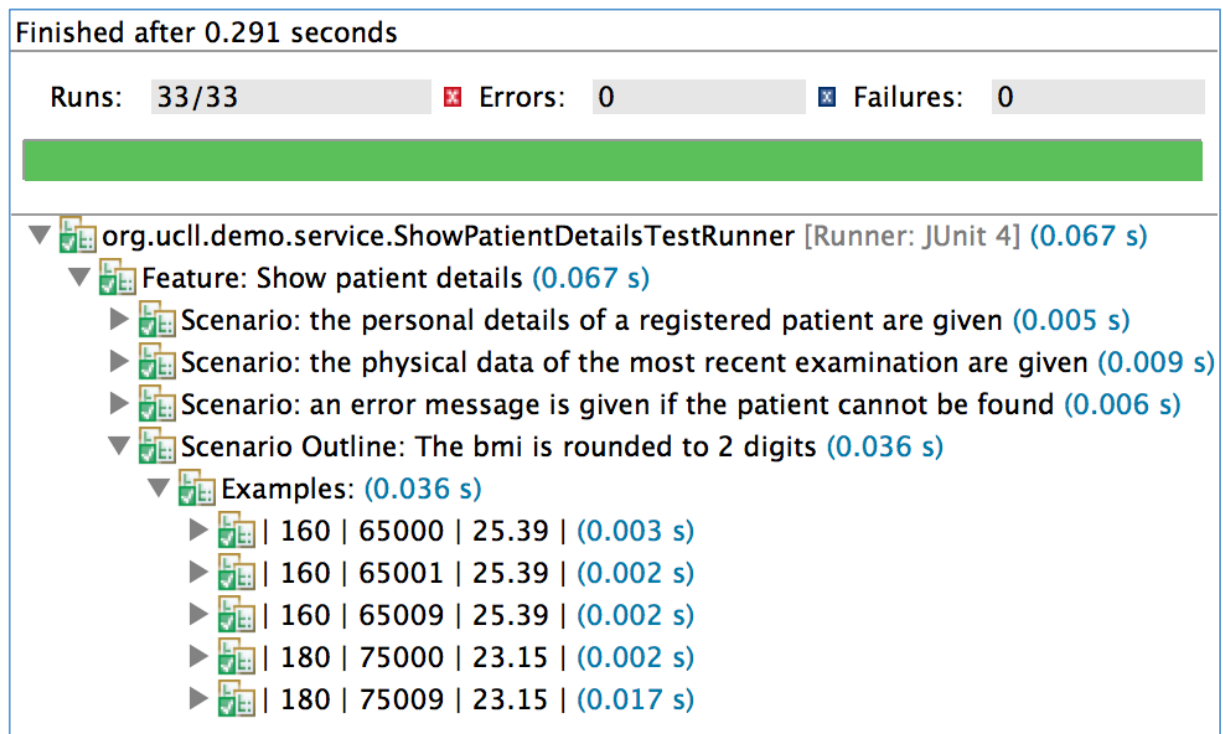 Finished after 0.291 seconds
Runs: 33/33 Errors: 0 Failures: 0
org.ucll.demo.service.ShowPatientDetailsTestRunner [Runner: JUnit 4] (0.067 s)
Feature: Show patient details (0.067 s)
Scenario: the personal details of a registered patient are given (0.005 s)
Scenario: the physical data of the most recent examination are given (0.009 s)
Scenario: an error message is given if the patient cannot be found (0.006 s)
Scenario Outline: The bmi is rounded to 2 digits (0.036 s)
Examples: (0.036 s)
| 160 | 65000 | 25.39 | (0.003 s)
| 160 | 65001 | 25.39 | (0.002 s)
| 160 | 65009 | 25.39 | (0.002 s)
| 180 | 75000 | 23.15 | (0.002 s)
| 180 | 75009 | 23.15 | (0.017 s)